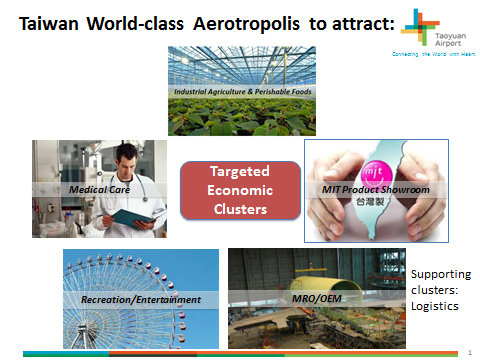 Taiwan World-class Aerotropolis to attract:
Taoyuan
Airport
Connecting the World with Heart
Industrial Agriculture & Perishable Foods
Medical Care
Targeted
Economic
Clusters
mit
MIT Product Showroom
台灣製
Recreation/Entertainment
MRO/OEM
Supporting
clusters:
Logistics
1